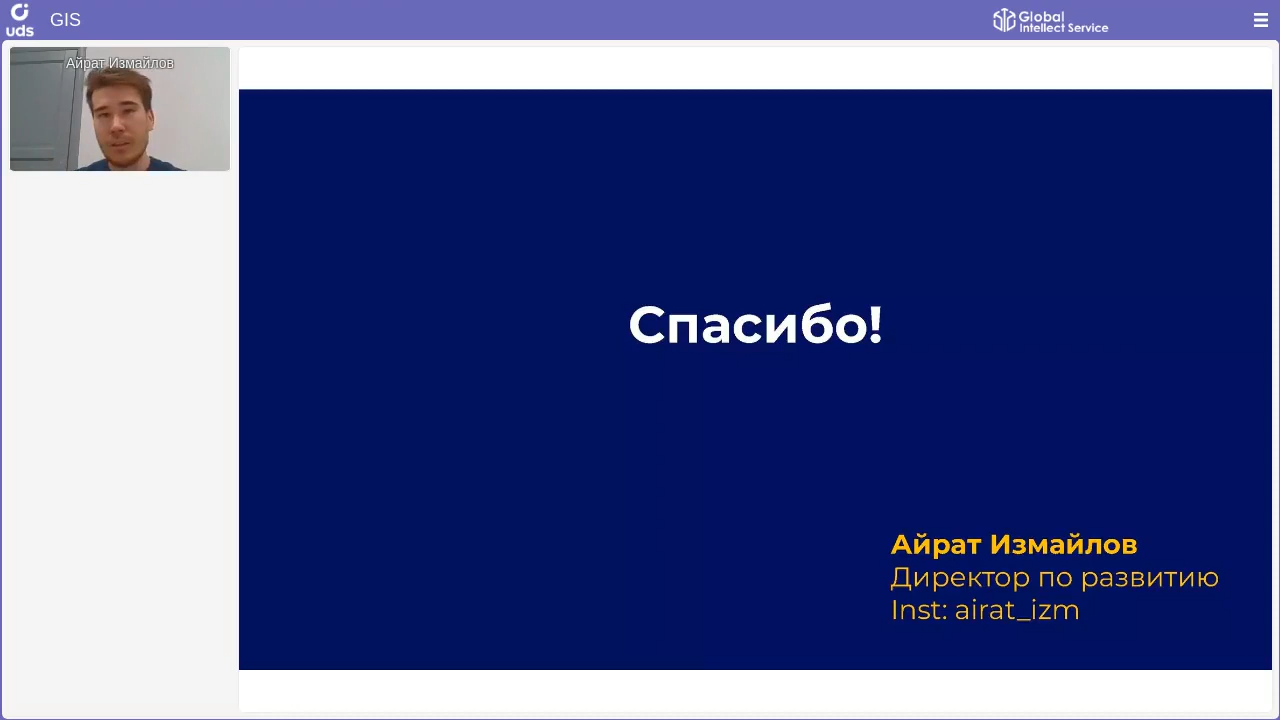 uds
GIS
Global
Intellect Service
Айрат Измайлов
Спасибо!
Айрат Измайлов
Директор по развитию
Inst: airat_izm